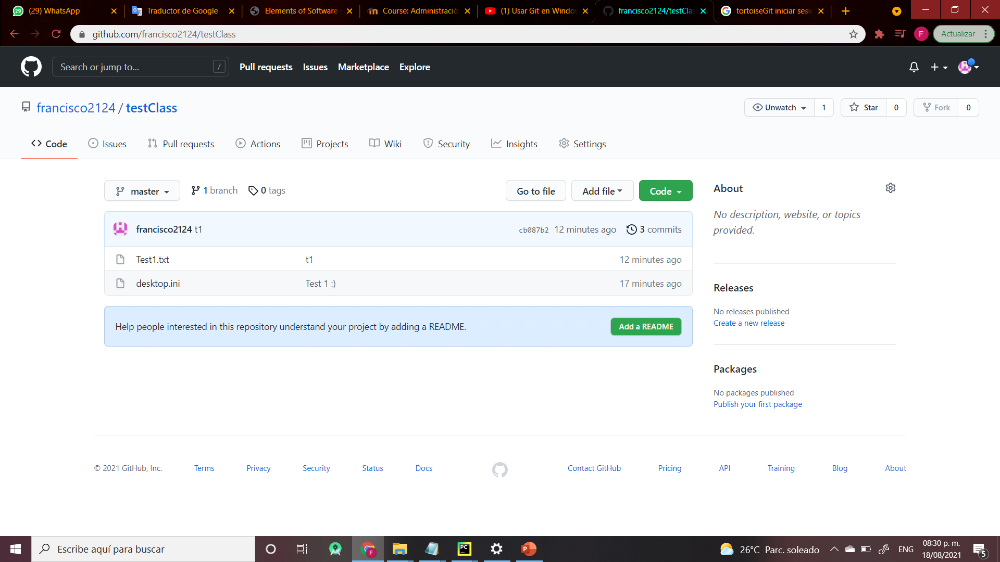 (29) WhatsApp
Traductor de Google
Elements of Software
Course: Administració
(1) Usar Git en Windo
francisco2124/testClas
tortoiseGit iniciar sesi
github.com/francisco2124/testClass
F
Actualizar
Search or jump to...
/
Pull requests
Issues
Marketplace
Explore
francisco2124 / testClass
Unwatch
1
Star
0
Fork
0
Code
Issues
Pull requests
Actions
Projects
Wiki
Security
Insights
Settings
master
1 branch
0 tags
Go to file
Add file
Code
francisco2124 t1
cb087b2 12 minutes ago
3 commits
Test1.txt
t1
12 minutes ago
desktop.ini
Test 1 :)
17 minutes ago
Help people interested in this repository understand your project by adding a README.
Add a README
About
No description, website, or topics
provided.
Releases
No releases published
Create a new release
Packages
No packages published
Publish your first package
© 2021 GitHub, Inc.
Terms
Privacy
Security
Status
Docs
Contact GitHub
Pricing
API
Training
Blog
About
Escribe aquí para buscar
F
PC
P
26°C Parc. soleado
ENG
08:30 p. m.
18/08/2021
5